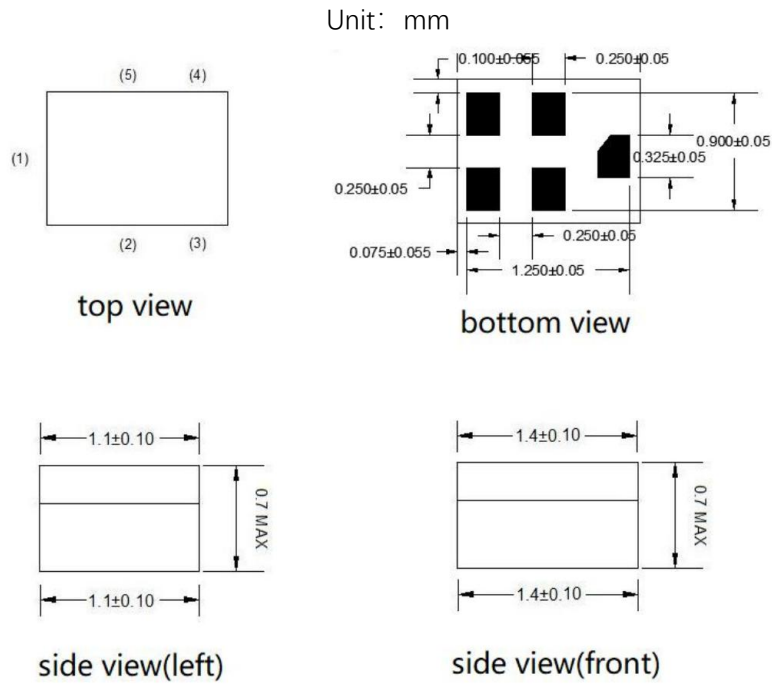 Unit： mm
(5) (4)
(1)
(2) (3)
top view
0.100±0.055 0.250±0.05
0.900±0.05
0.325±0.05
0.250±0.05
0.250±0.05
0.075±0.055
1.250±0.05
bottom view
1.1±0.10
0.7 MAX
1.1±0.10
side view(left)
1.4±0.10
0.7 MAX
1.4±0.10
side view(front)